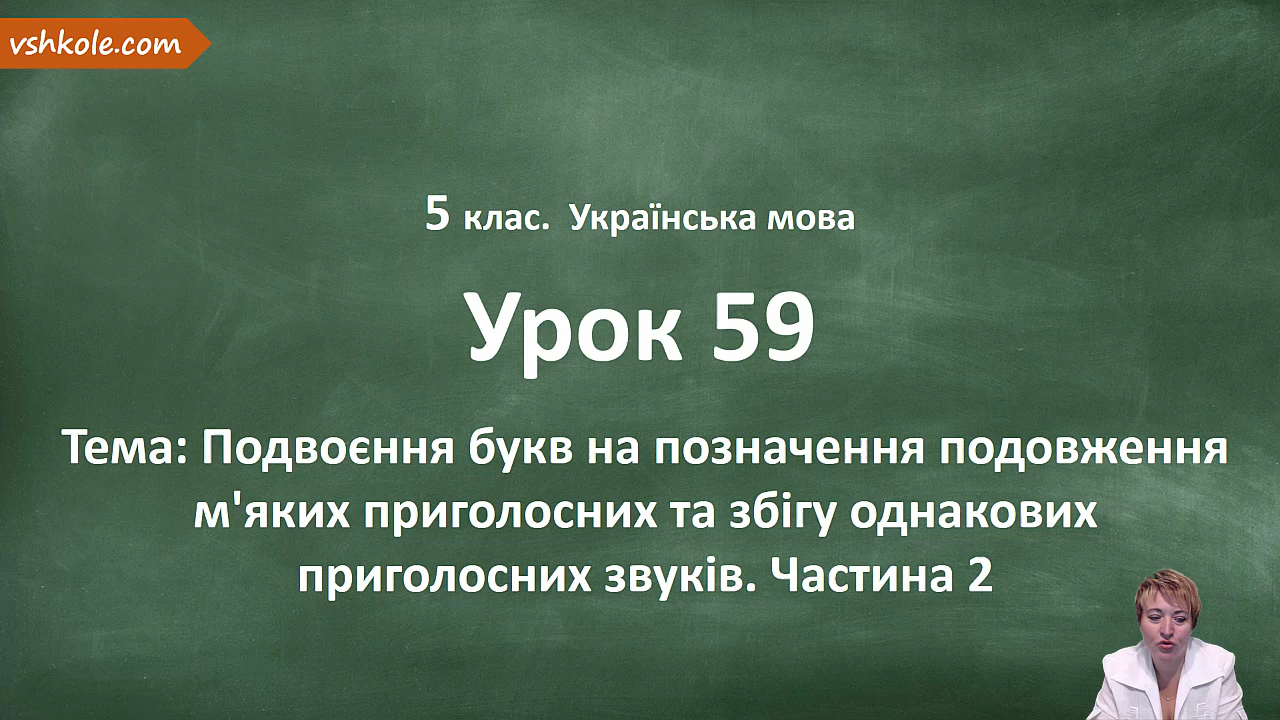 vshkole.com
5 клас. Українська мова
Урок 59
Тема: Подвоєння букв на позначення подовження
м'яких приголосних та збігу однакових
приголосних звуків. Частина 2